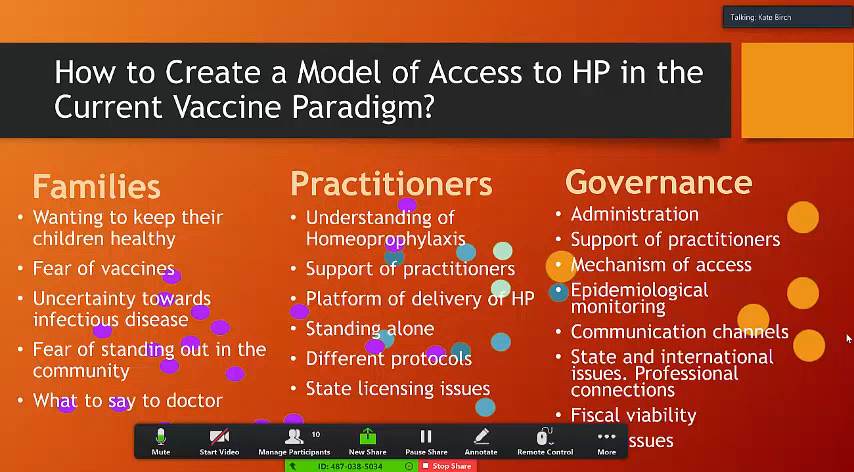 Talking: Kate Birch
How to Create a Model of Access to HP in the
Current Vaccine Paradigm?
Families
• Wanting to keep their
children healthy
• Fear of vaccines
• Uncertainty towards
infectious disease
• Fear of standing out in the
community
• What to say to doctor
Practitioners
• Understanding of
Homeoprophylaxis
• Support of practitioners
• Platform of delivery of HP
• Standing alone
• Different protocols
• State licensing issues
Governance
• Administration
• Support of practitioners
• Mechanism of access
• Epidemiological
monitoring
• Communication channels
• State and international
issues. Professional
connections
• Fiscal viability
issues
10
Mute Start Video Manage Participants New Share Pause Share Annotate Remote Control More
ID: 487-038-5034 Stop Share